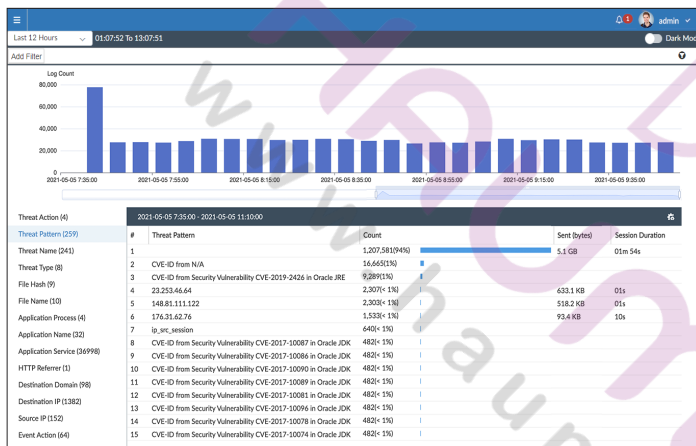 1 admin
Last 12 Hours 01:07:52 To 13:07:51 Dark Mod
Add Filter
Log Count
80,000
60,000
40,000
20,000
0
2021-05-05 7:35:00 2021-05-05 7:55:00 2021-05-05 8:15:00 2021-05-05 8:35:00 2021-05-05 8:55:00 2021-05-05 9:15:00 2021-05-05 9:35:00
Threat Action (4)
Threat Pattern (259)
Threat Name (241)
Threat Type (8)
File Hash (9)
File Name (10)
Application Process (4)
Application Name (32)
Application Service (36998)
HTTP Referrer (1)
Destination Domain (98)
Destination IP (1382)
Source IP (152)
Event Action (64)
2021-05-05 7:35:00 - 2021-05-05 11:10:00
# Threat Pattern Count Sent (bytes) Session Duration
1 1,207,581(94%) 5.1 GB 01m 54s
2 CVE-ID from N/A 16,665(1%)
3 CVE-ID from Security Vulnerability CVE-2019-2426 in Oracle JRE 9,289(1%)
4 23.253.46.64 2,307(< 1%) 633.1 KB 01s
5 148.81.111.122 2,303(< 1%) 518.2 KB 01s
6 176.31.62.76 1,533(< 1%) 93.4 KB 10s
7 ip_src_session 640(< 1%)
8 CVE-ID from Security Vulnerability CVE-2017-10087 in Oracle JDK 482(< 1%)
9 CVE-ID from Security Vulnerability CVE-2017-10086 in Oracle JDK 482(< 1%)
10 CVE-ID from Security Vulnerability CVE-2017-10090 in Oracle JDK 482(< 1%)
11 CVE-ID from Security Vulnerability CVE-2017-10089 in Oracle JDK 482(< 1%)
12 CVE-ID from Security Vulnerability CVE-2017-10081 in Oracle JDK 482(< 1%)
13 CVE-ID from Security Vulnerability CVE-2017-10096 in Oracle JDK 482(< 1%)
14 CVE-ID from Security Vulnerability CVE-2017-10078 in Oracle JDK 482(< 1%)
15 CVE-ID from Security Vulnerability CVE-2017-10074 in Oracle JDK 482(< 1%)